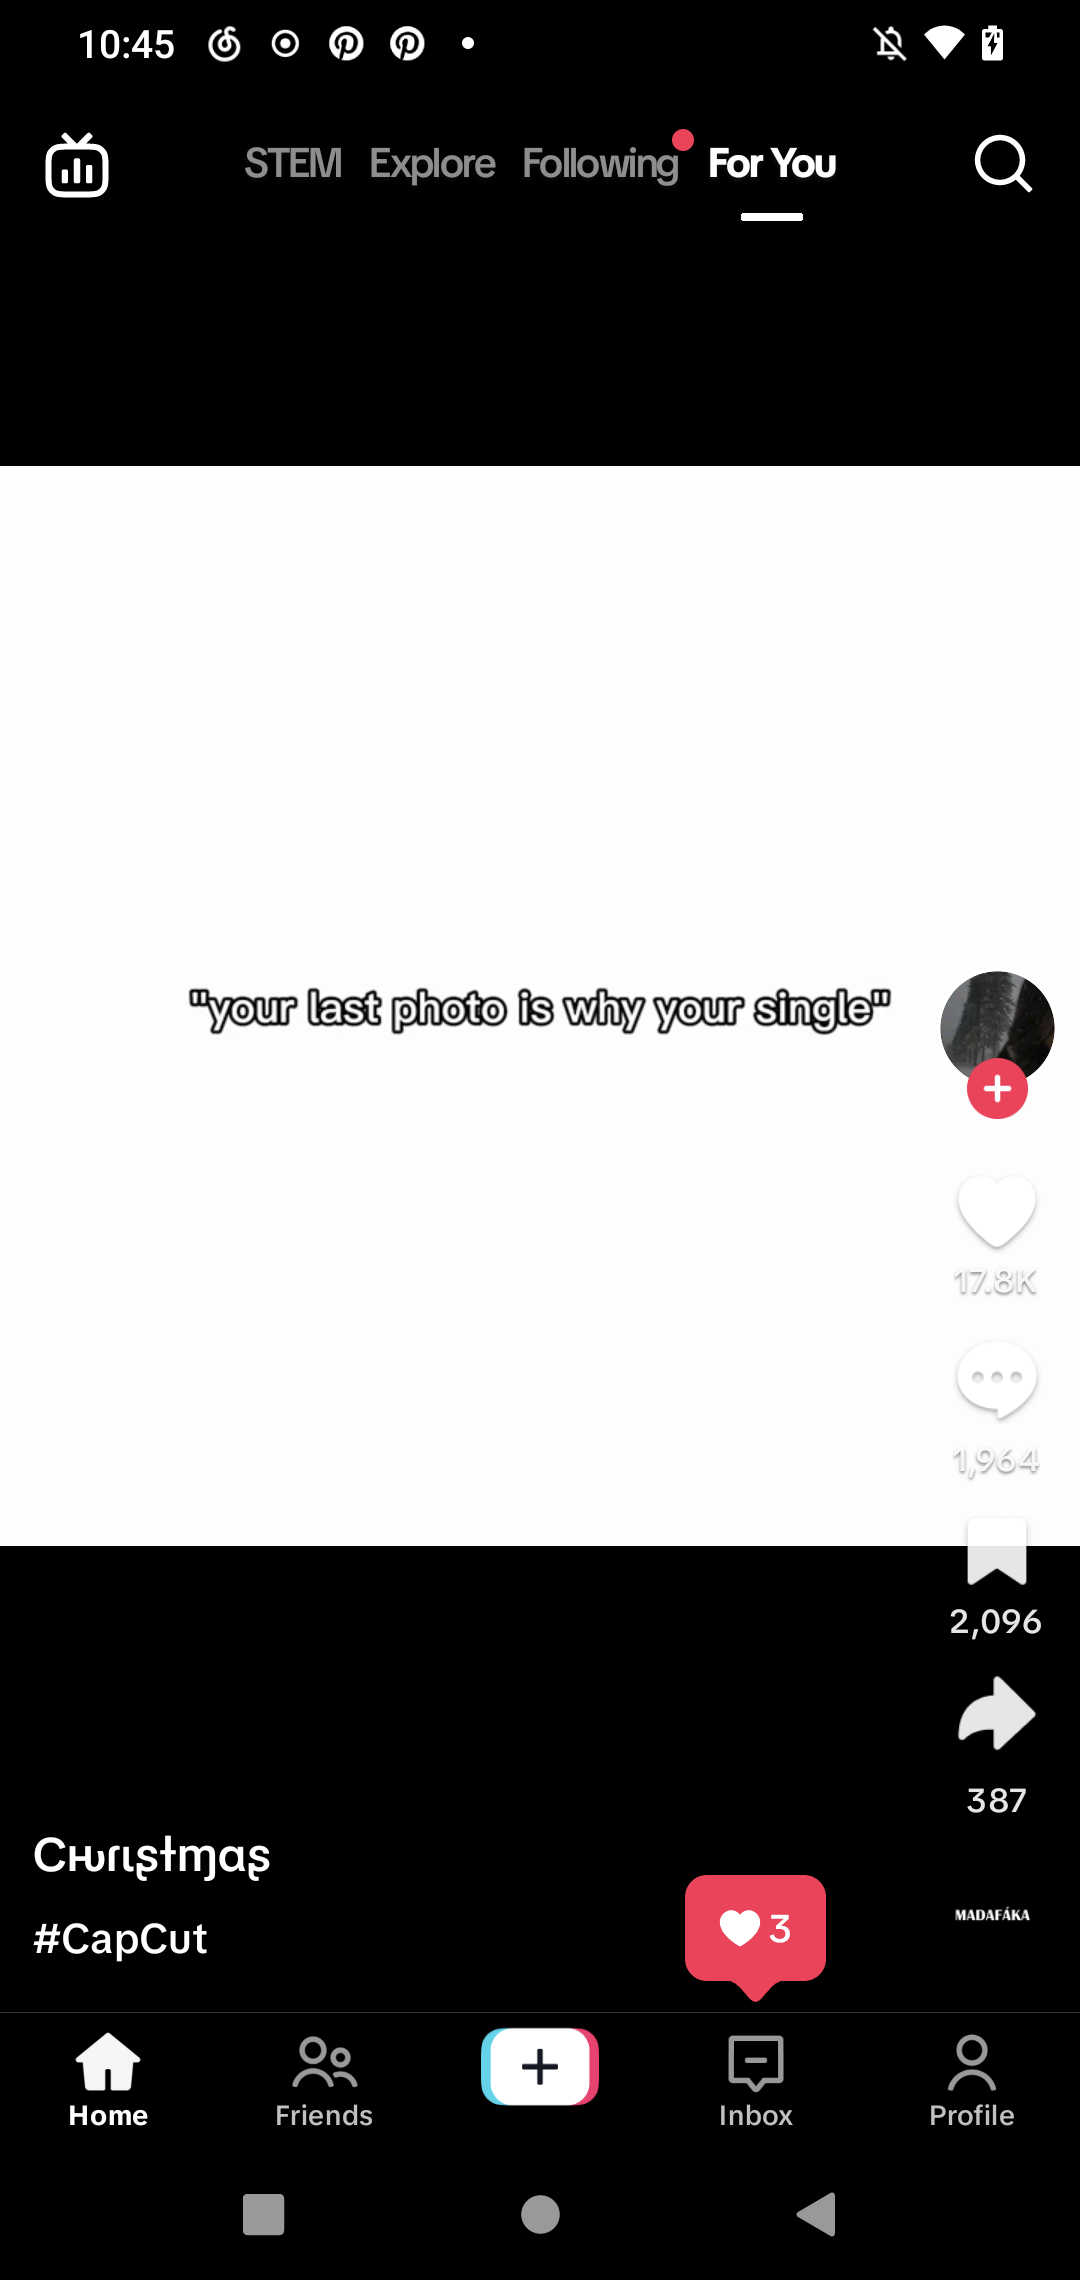 10:45
STEM Explore Following For You
"your last photo is why your single"
17.8K
1,964
2,096
387
Cԋɾιʂƚɱαʂ
#CapCut
3
MADAFÁKA
Home Friends Inbox Profile